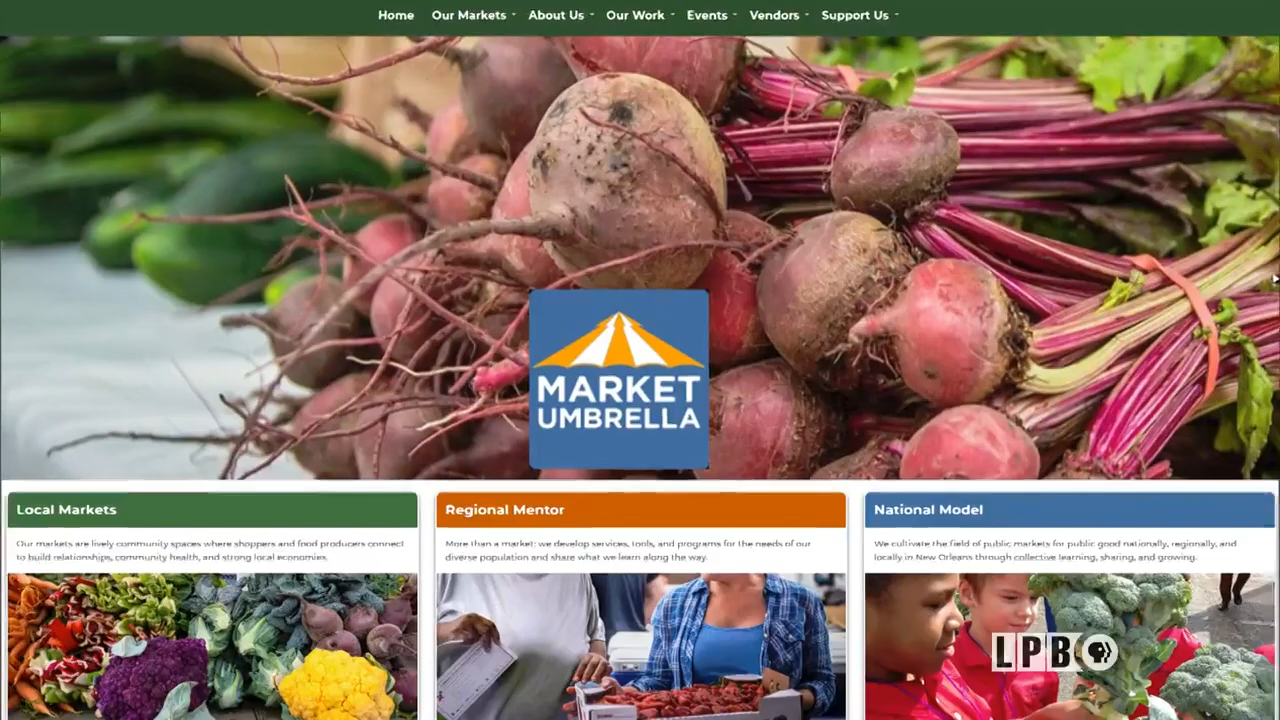 Home Our Markets About Us Our Work Events Vendors Support Us
MARKET
UMBRELLA
Local Markets
Our markets are lively community spaces where shoppers and food producers connect
to build relationships, community health, and strong local economies.
Regional Mentor
More than a market: we develop services, tools, and programs for the needs of our
diverse population and share what we learn along the way.
National Model
We cultivate the field of public markets for public good nationally, regionally, and
locally in New Orleans through collective learning, sharing, and growing.
LPB